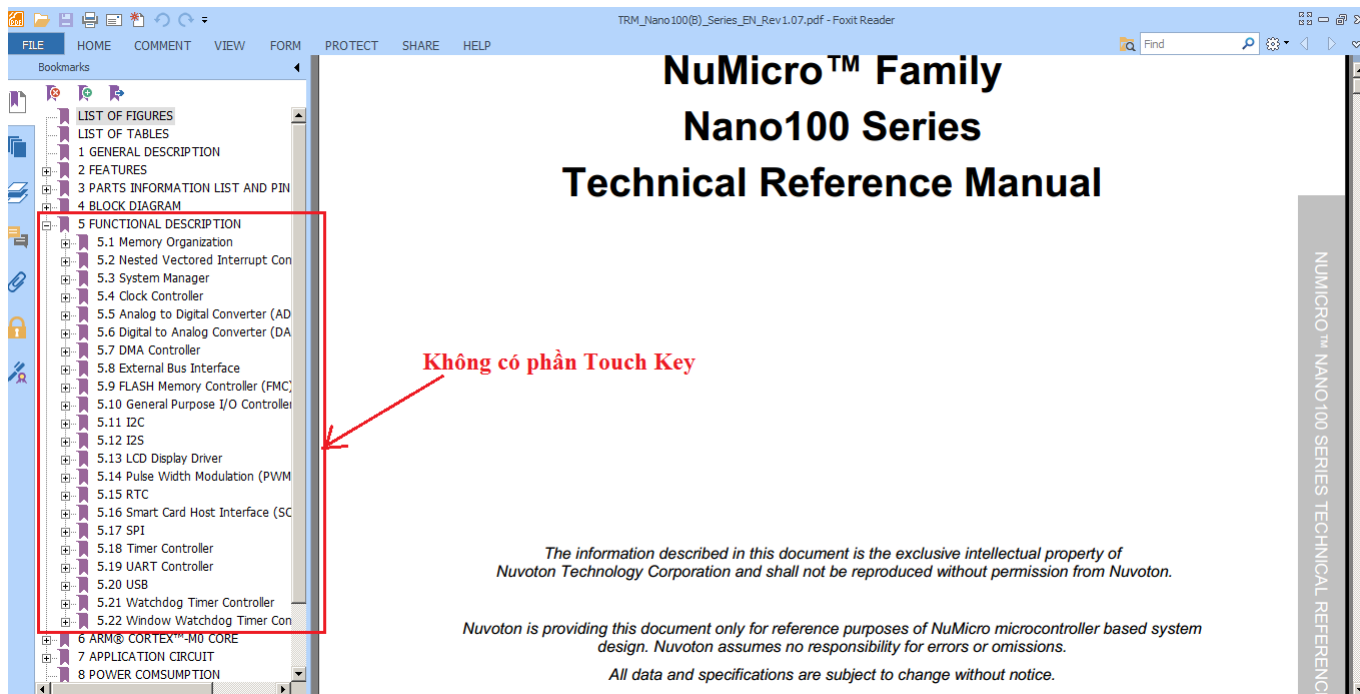 TRM_Nano100(B)_Series_EN_Rev1.07.pdf - Foxit Reader
FILE HOME COMMENT VIEW FORM PROTECT SHARE HELP
Find
Bookmarks
LIST OF FIGURES
LIST OF TABLES
1 GENERAL DESCRIPTION
2 FEATURES
3 PARTS INFORMATION LIST AND PIN
4 BLOCK DIAGRAM
5 FUNCTIONAL DESCRIPTION
5.1 Memory Organization
5.2 Nested Vectored Interrupt Con
5.3 System Manager
5.4 Clock Controller
5.5 Analog to Digital Converter (AD
5.6 Digital to Analog Converter (DA
5.7 DMA Controller
5.8 External Bus Interface
5.9 FLASH Memory Controller (FMC)
5.10 General Purpose I/O Controller
5.11 I2C
5.12 I2S
5.13 LCD Display Driver
5.14 Pulse Width Modulation (PWM
5.15 RTC
5.16 Smart Card Host Interface (SC
5.17 SPI
5.18 Timer Controller
5.19 UART Controller
5.20 USB
5.21 Watchdog Timer Controller
5.22 Window Watchdog Timer Con
6 ARM® CORTEX™-M0 CORE
7 APPLICATION CIRCUIT
8 POWER COMSUMPTION
NuMicro™ Family
Nano100 Series
Technical Reference Manual
Không có phần Touch Key
The information described in this document is the exclusive intellectual property of
Nuvoton Technology Corporation and shall not be reproduced without permission from Nuvoton.
Nuvoton is providing this document only for reference purposes of NuMicro microcontroller based system
design. Nuvoton assumes no responsibility for errors or omissions.
All data and specifications are subject to change without notice.
NUMICRO™ NANO100 SERIES TECHNICAL REFERENC